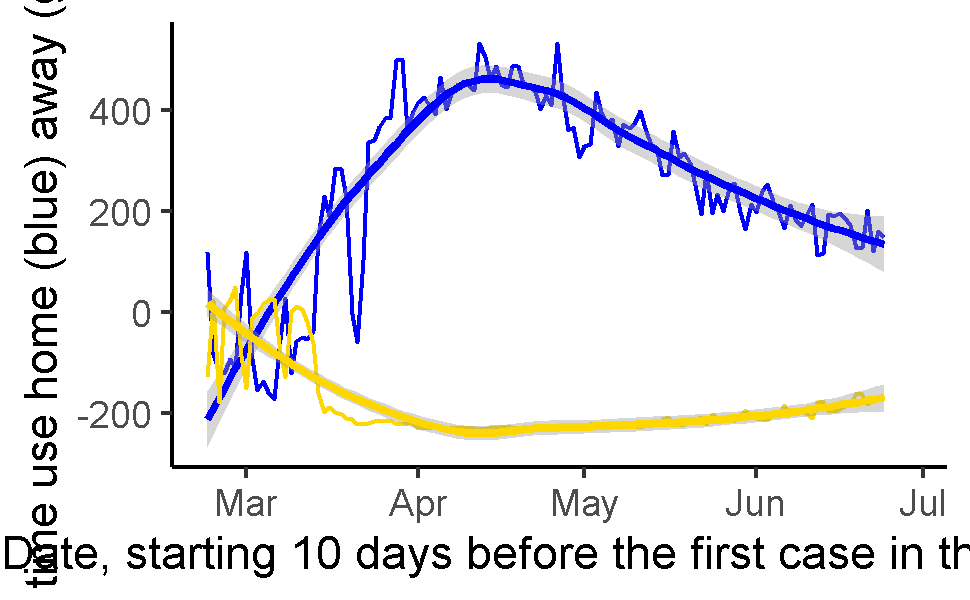 time use home (blue) away (
400
200
0
-200
Mar Apr May Jun Jul
Date, starting 10 days before the first case in th